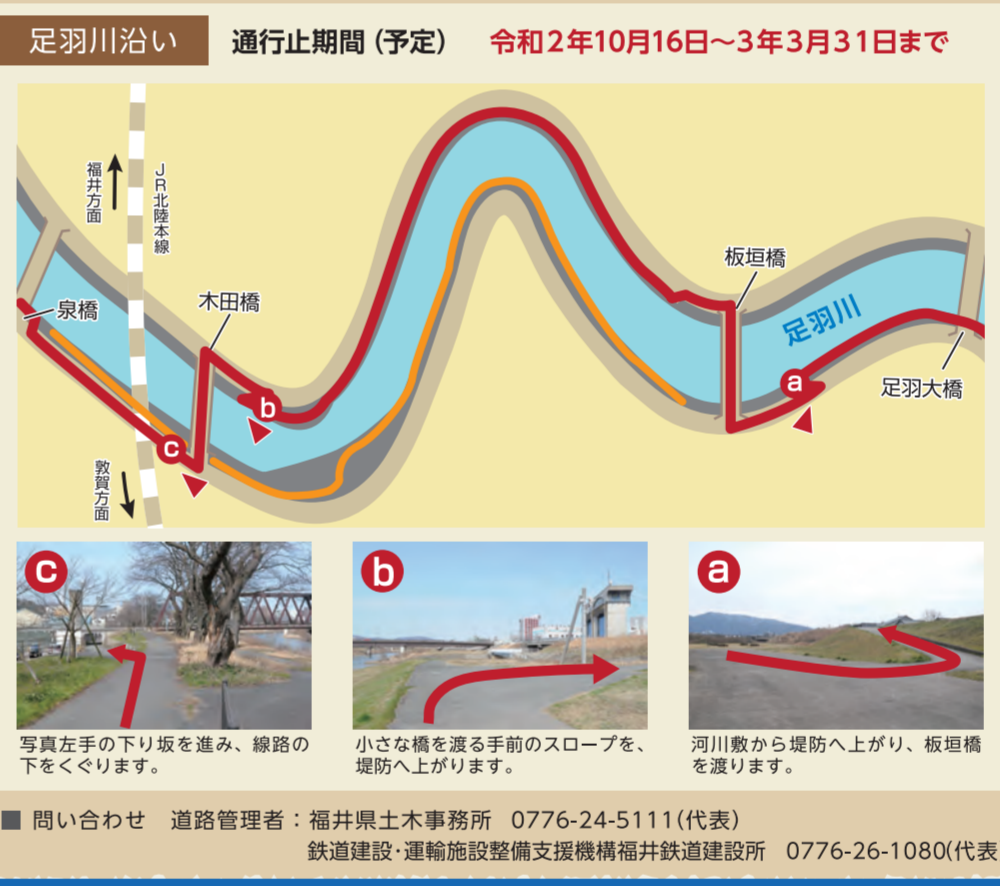 足羽川沿い 通行止期間(予定) 令和2年10月16日〜3年3月31日まで
福井方面
JR北陸本線
板垣橋
木田橋
泉橋
足羽川
足羽大橋
a
b
c
敦賀方面
c
b
a
写真左手の下り坂を進み、線路の
下をくぐります。
小さな橋を渡る手前のスロープを、
堤防へ上がります。
河川敷から堤防へ上がり、板垣橋
を渡ります。
■ 問い合わせ 道路管理者：福井県土木事務所 0776-24-5111(代表)
鉄道建設･運輸施設整備支援機構福井鉄道建設所 0776-26-1080(代表